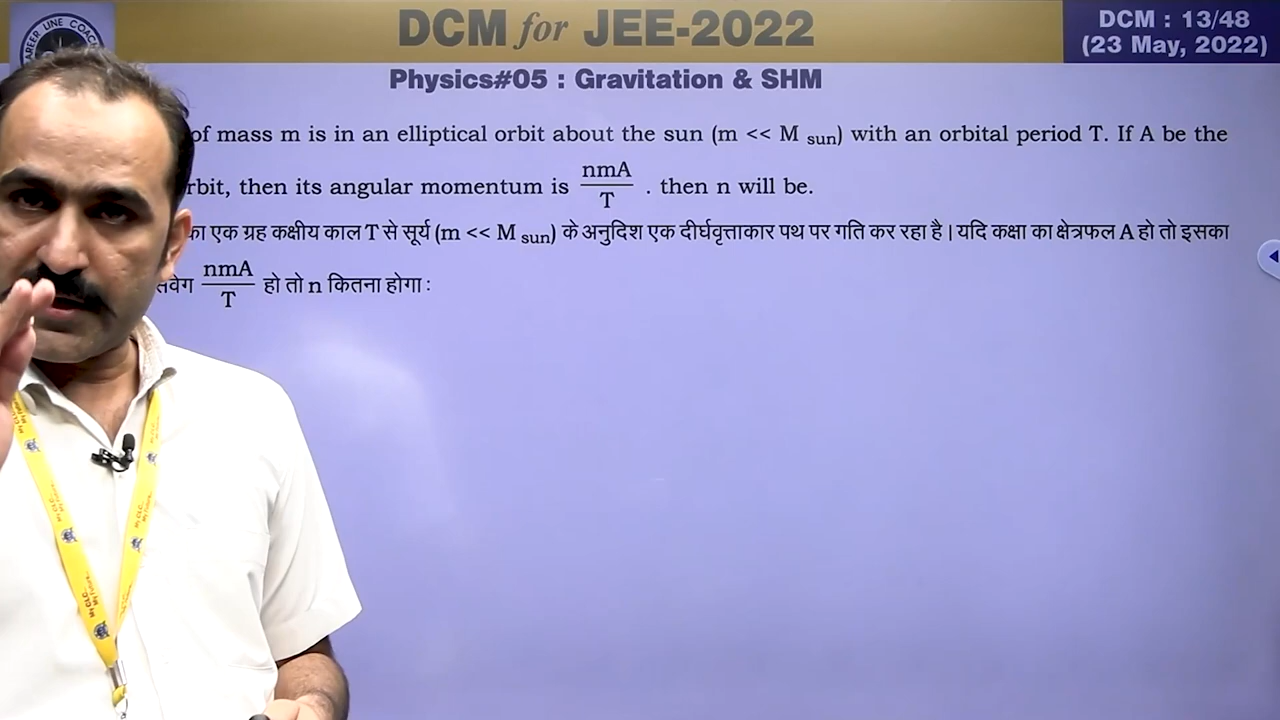 DCM for JEE-2022
DCM : 13/48
(23 May, 2022)
Physics#05 : Gravitation & SHM
of mass m is in an elliptical orbit about the sun (m << M sun) with an orbital period T. If A be the
rbit, then its angular momentum is nmA/T . then n will be.
का एक ग्रह कक्षीय काल T से सूर्य (m << M sun) के अनुदिश एक दीर्घवृत्ताकार पथ पर गति कर रहा है । यदि कक्षा का क्षेत्रफल A हो तो इसका
संवेग nmA/T हो तो n कितना होगा :